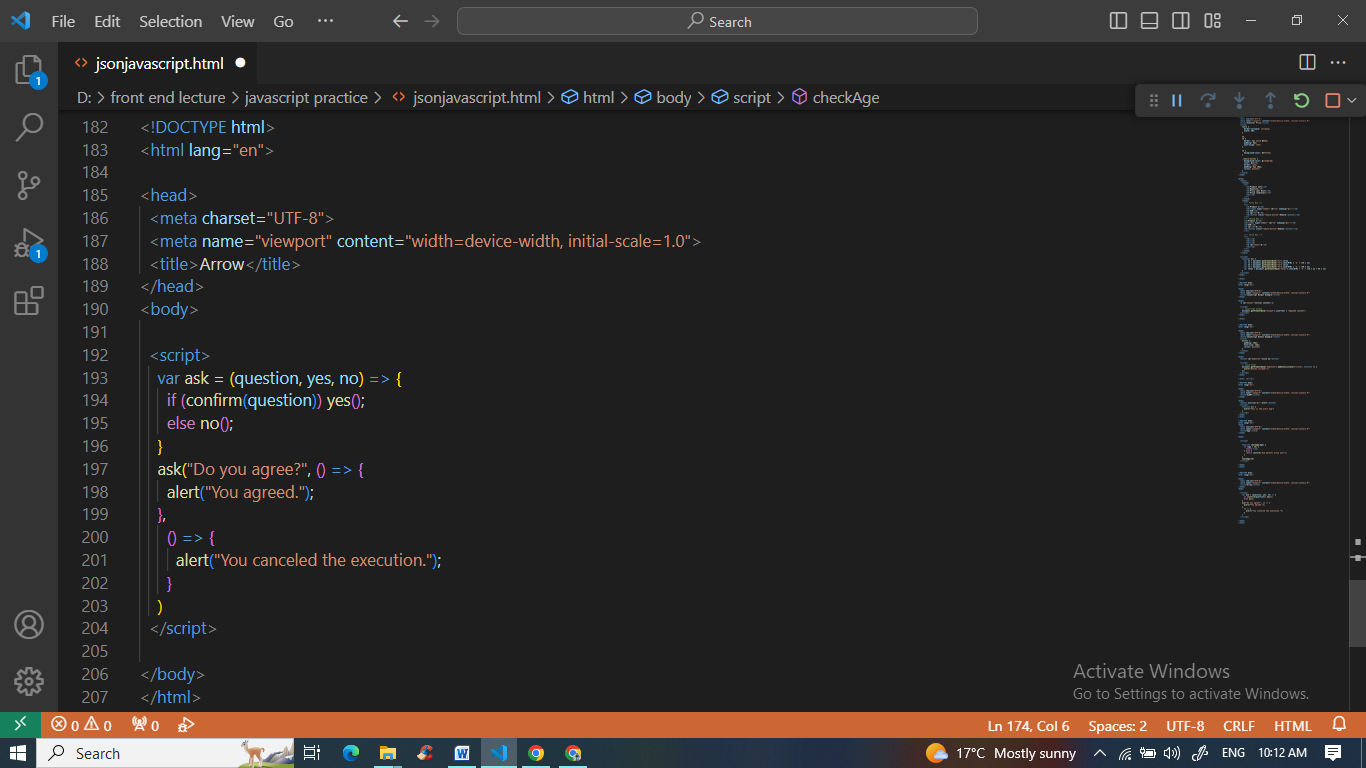 File Edit Selection View Go ··· Search
jsonjavascript.html
D: > front end lecture > javascript practice > jsonjavascript.html > html > body > script > checkAge
182 <!DOCTYPE html>
183 <html lang="en">
184
185 <head>
186 <meta charset="UTF-8">
187 <meta name="viewport" content="width=device-width, initial-scale=1.0">
188 <title>Arrow</title>
189 </head>
190 <body>
191
192 <script>
193 var ask = (question, yes, no) => {
194 if (confirm(question)) yes();
195 else no();
196 }
197 ask("Do you agree?", () => {
198 alert("You agreed.");
199 },
200 () => {
201 alert("You canceled the execution.");
202 }
203 )
204 </script>
205
206 </body>
207 </html>
1
1
Activate Windows
Go to Settings to activate Windows.
0 0 0 Ln 174, Col 6 Spaces: 2 UTF-8 CRLF HTML
Search 17°C Mostly sunny ENG 10:12 AM